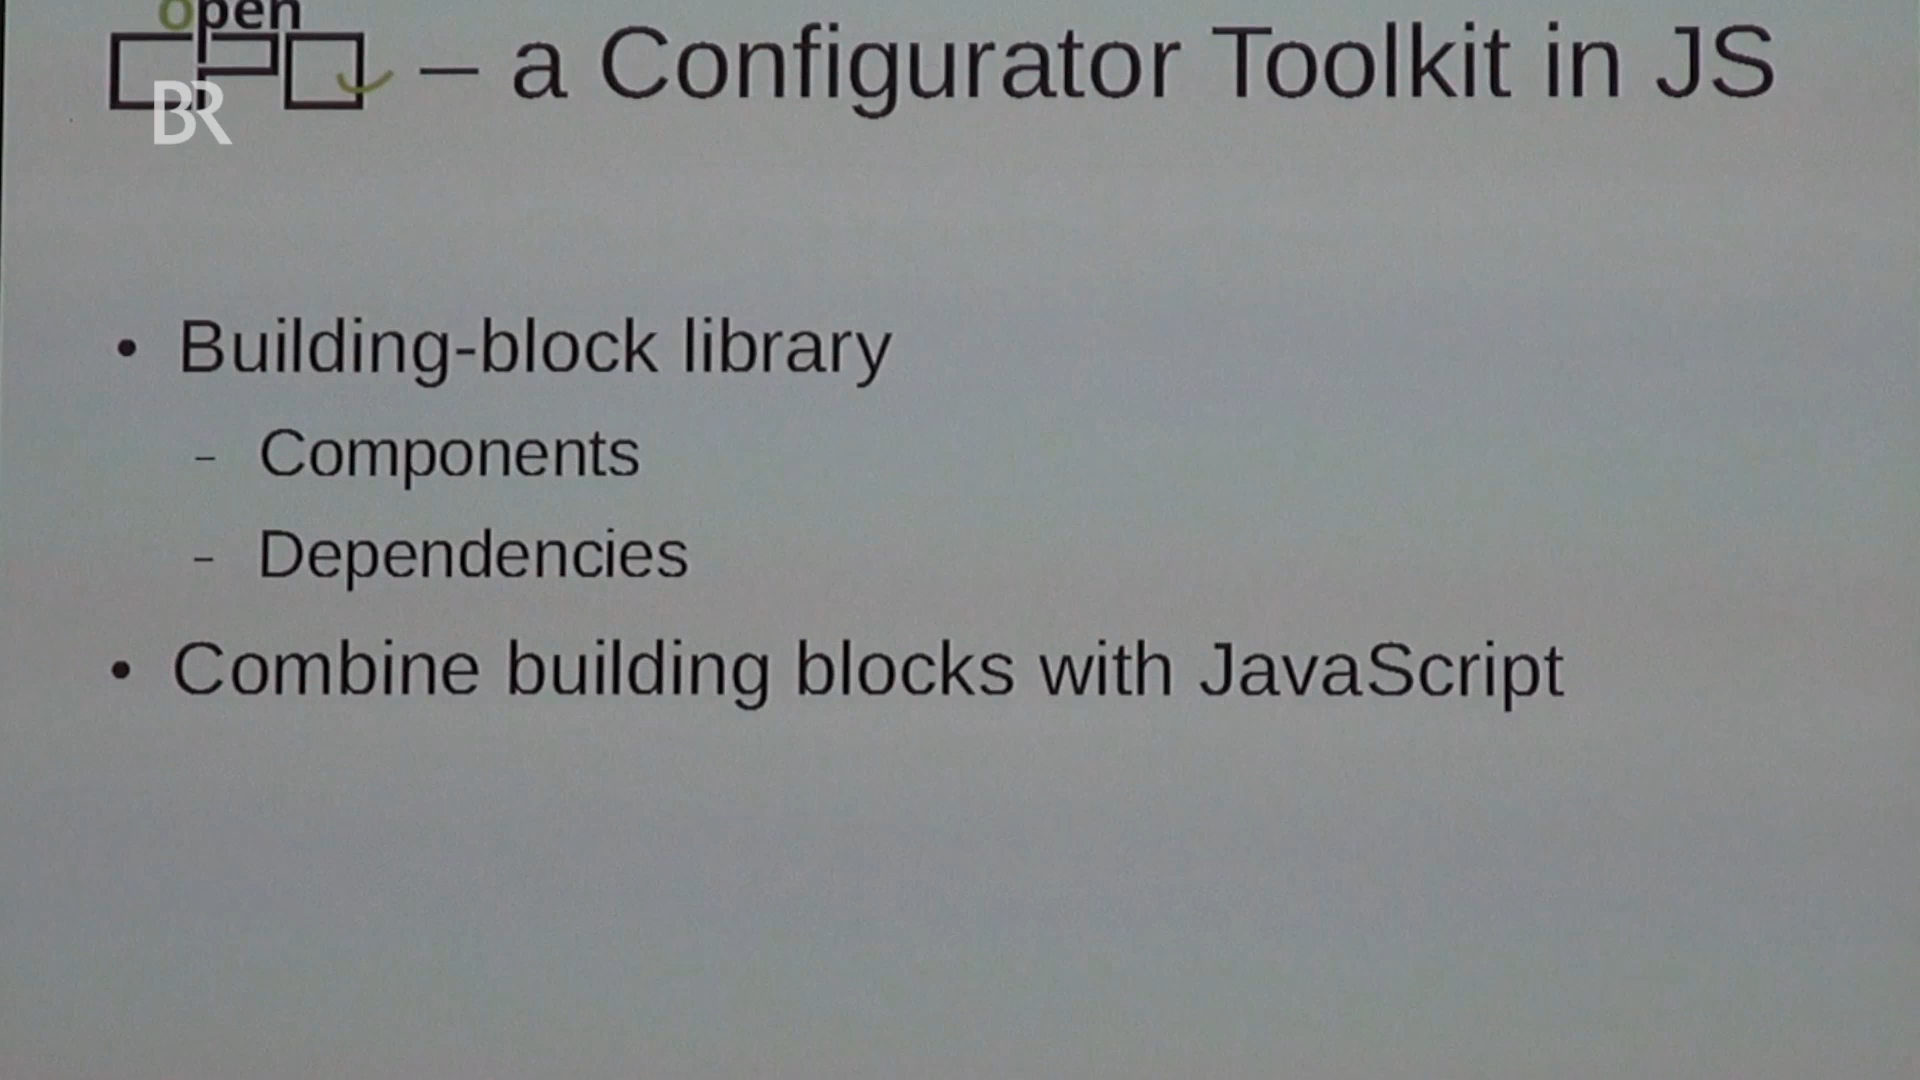 open
– a Configurator Toolkit in JS
BR
• Building-block library
– Components
– Dependencies
• Combine building blocks with JavaScript